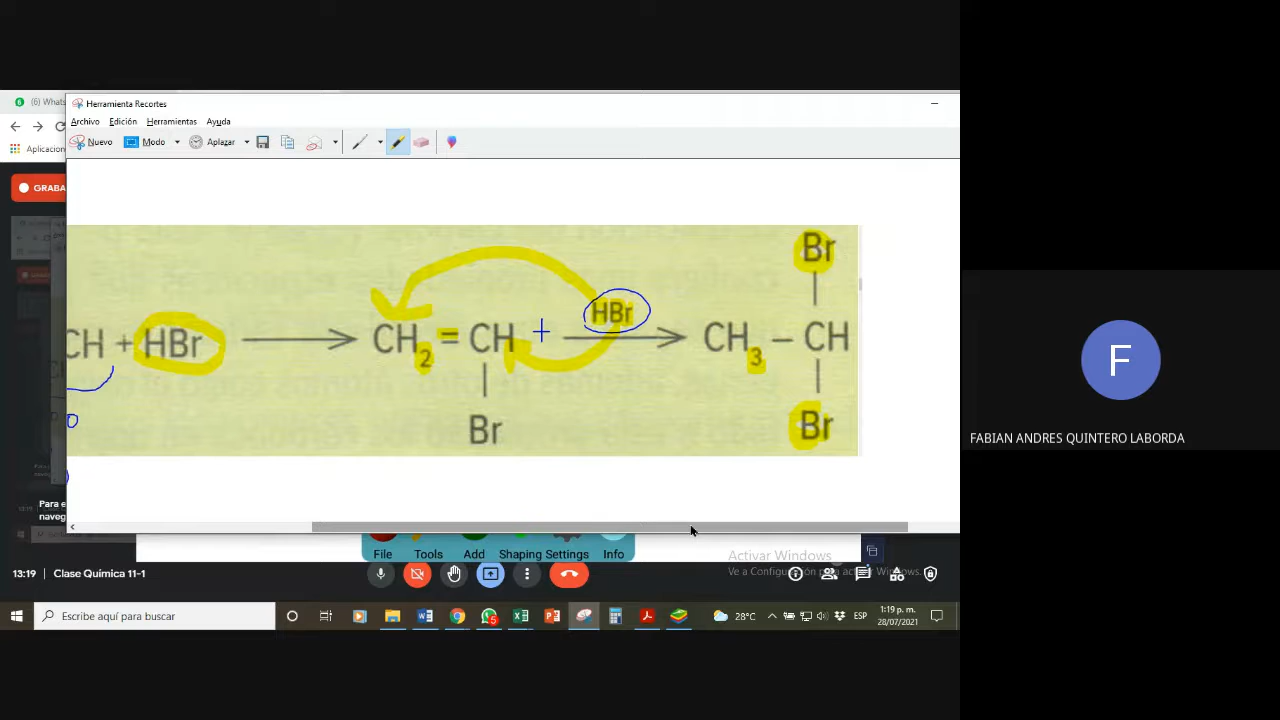 (6) Whats
Herramienta Recortes
Archivo Edición Herramientas Ayuda
Nuevo Modo Aplazar
Aplicacion
GRABA
Br
HBr
CH + HBr → CH2 = CH + → CH3 – CH
Br Br
Para e
naveg
File Tools Add Shaping Settings Info
Activar Windows
Ve a Configuración para activar Windows.
13:19 Clase Química 11-1
Escribe aquí para buscar
5
28°C ESP 1:19 p. m.
28/07/2021
F
FABIAN ANDRES QUINTERO LABORDA